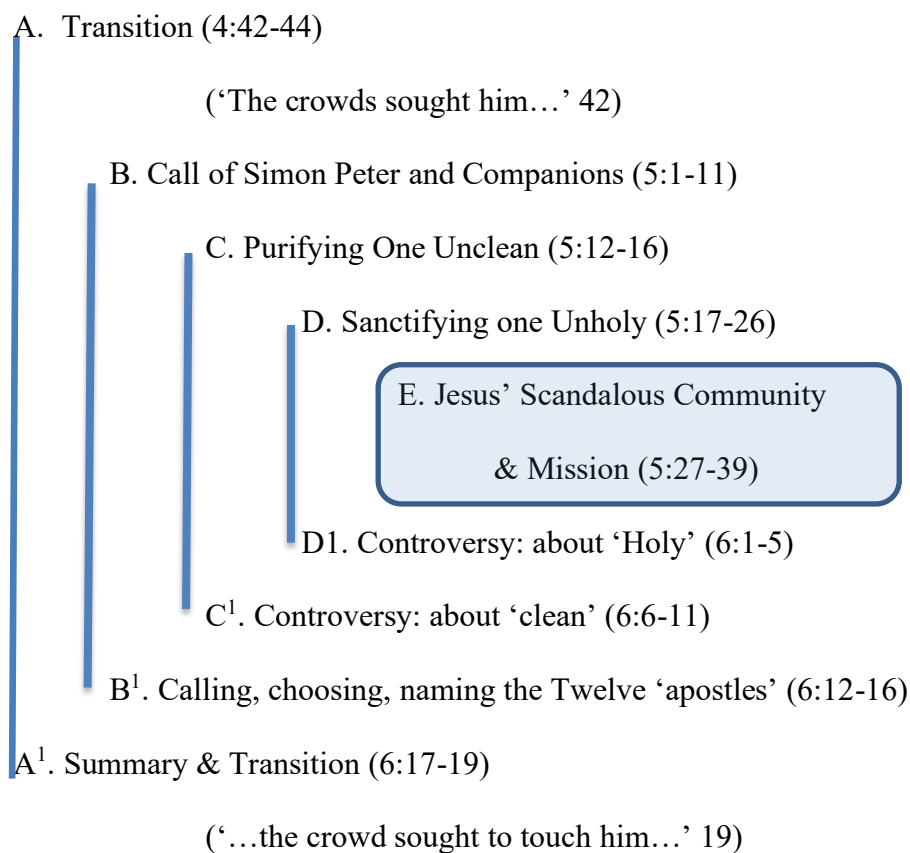 A. Transition (4:42-44)
(‘The crowds sought him…’ 42)
B. Call of Simon Peter and Companions (5:1-11)
C. Purifying One Unclean (5:12-16)
D. Sanctifying one Unholy (5:17-26)
E. Jesus’ Scandalous Community
& Mission (5:27-39)
D1. Controversy: about ‘Holy’ (6:1-5)
C¹. Controversy: about ‘clean’ (6:6-11)
B¹. Calling, choosing, naming the Twelve ‘apostles’ (6:12-16)
A¹. Summary & Transition (6:17-19)
(‘…the crowd sought to touch him…’ 19)